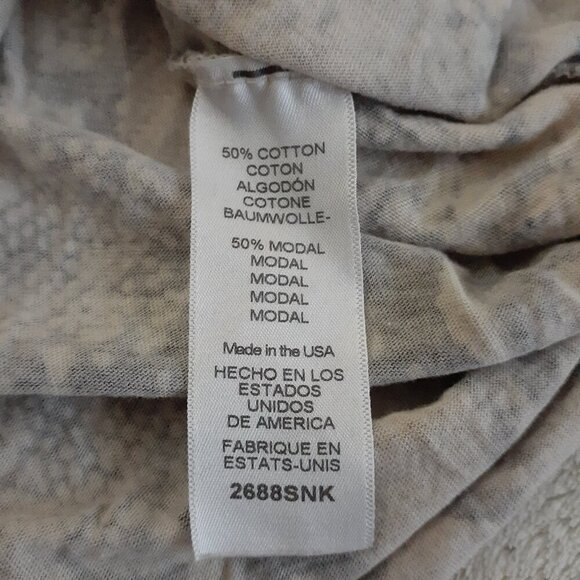 50% COTTON
COTON
ALGODÓN
COTONE
BAUMWOLLE-
50% MODAL
MODAL
MODAL
MODAL
MODAL
Made in the USA
HECHO EN LOS
ESTADOS
UNIDOS
DE AMERICA
FABRIQUE EN
ESTATS-UNIS
2688SNK